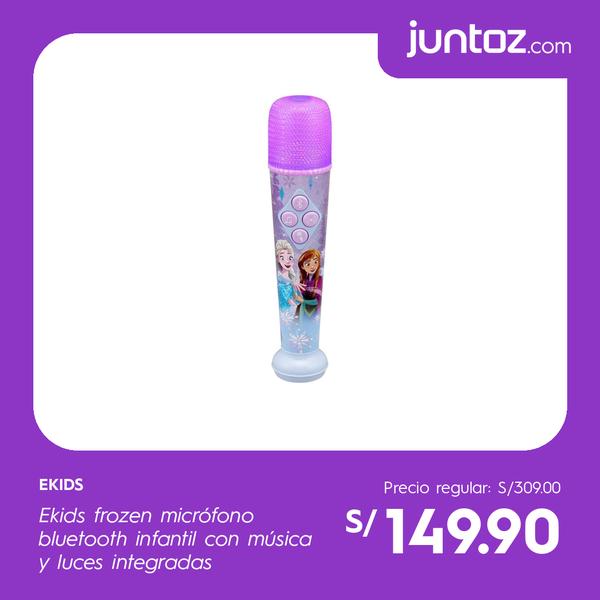 juntoz.com
EKIDS
Ekids frozen micrófono
bluetooth infantil con música
y luces integradas
Precio regular: S/309.00
S/149.90